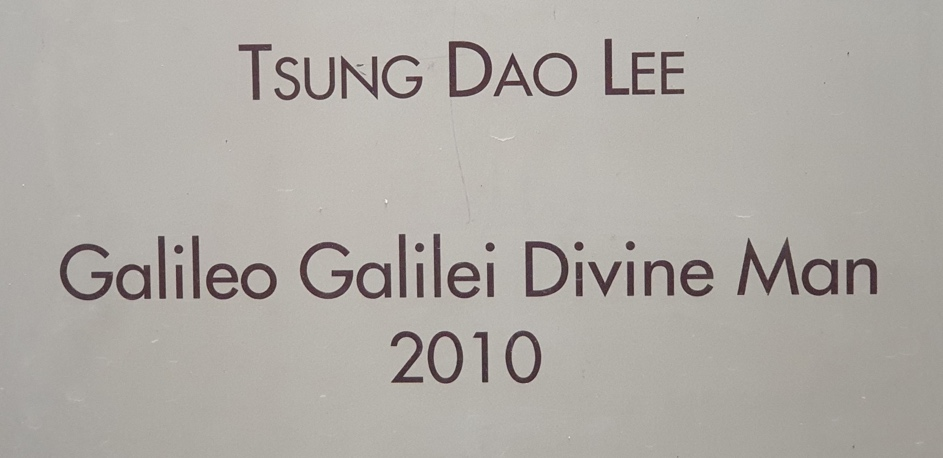 TSUNG DAO LEE
Galileo Galilei Divine Man
2010